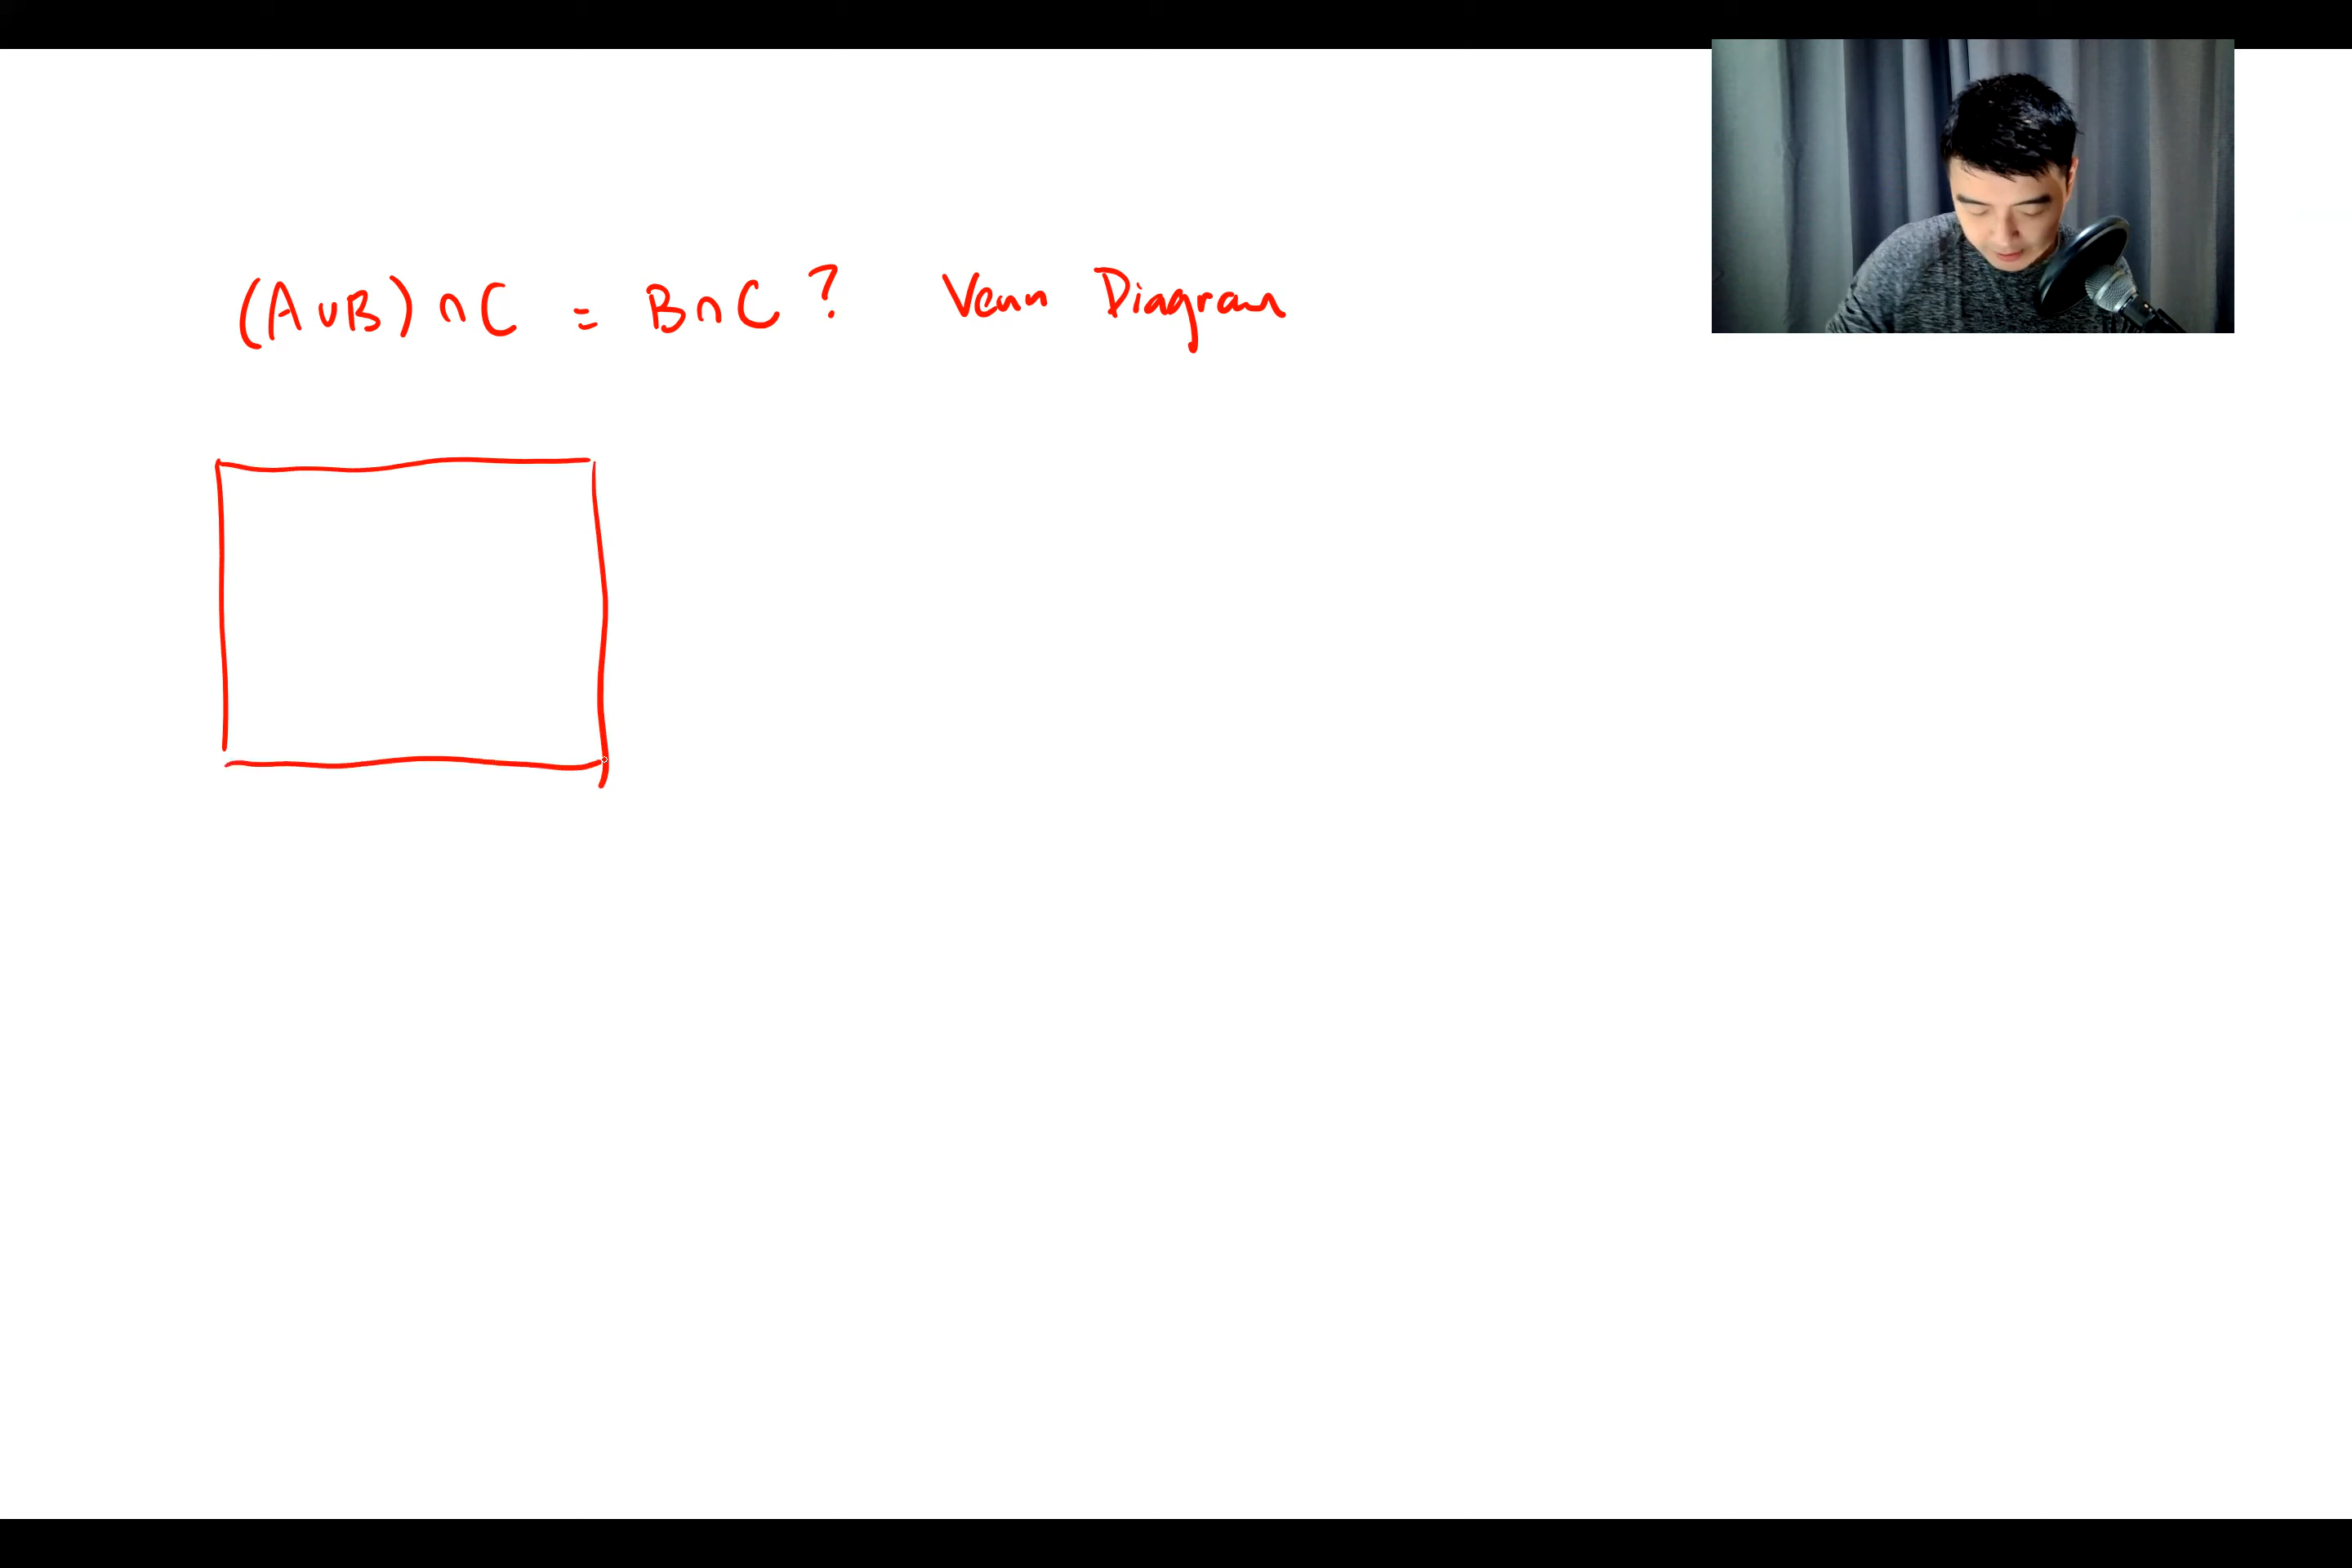 (A∪B)∩C = B∩C ? Venn Diagram